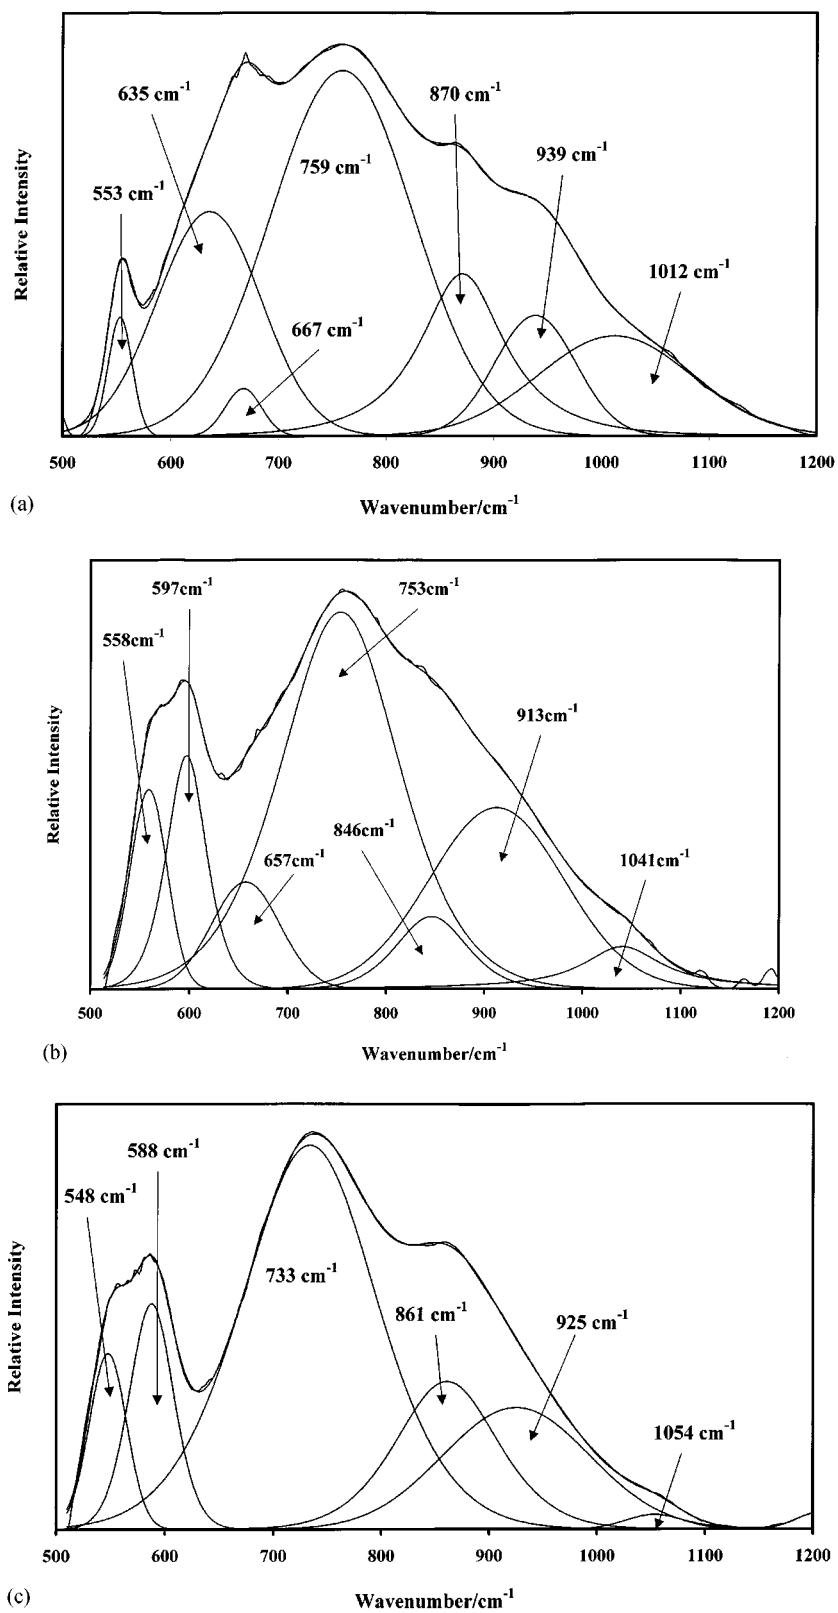 635 cm-1
870 cm-1
759 cm-1
939 cm-1
553 cm-1
1012 cm-1
667 cm-1
Relative Intensity
500 600 700 800 900 1000 1100 1200
Wavenumber/cm-1
(a)
597cm-1
753cm-1
558cm-1
913cm-1
846cm-1
657cm-1
1041cm-1
Relative Intensity
500 600 700 800 900 1000 1100 1200
(b)
Wavenumber/cm-1
588 cm-1
548 cm-1
733 cm-1
861 cm-1
925 cm-1
1054 cm-1
Relative Intensity
500 600 700 800 900 1000 1100 1200
(c)
Wavenumber/cm-1